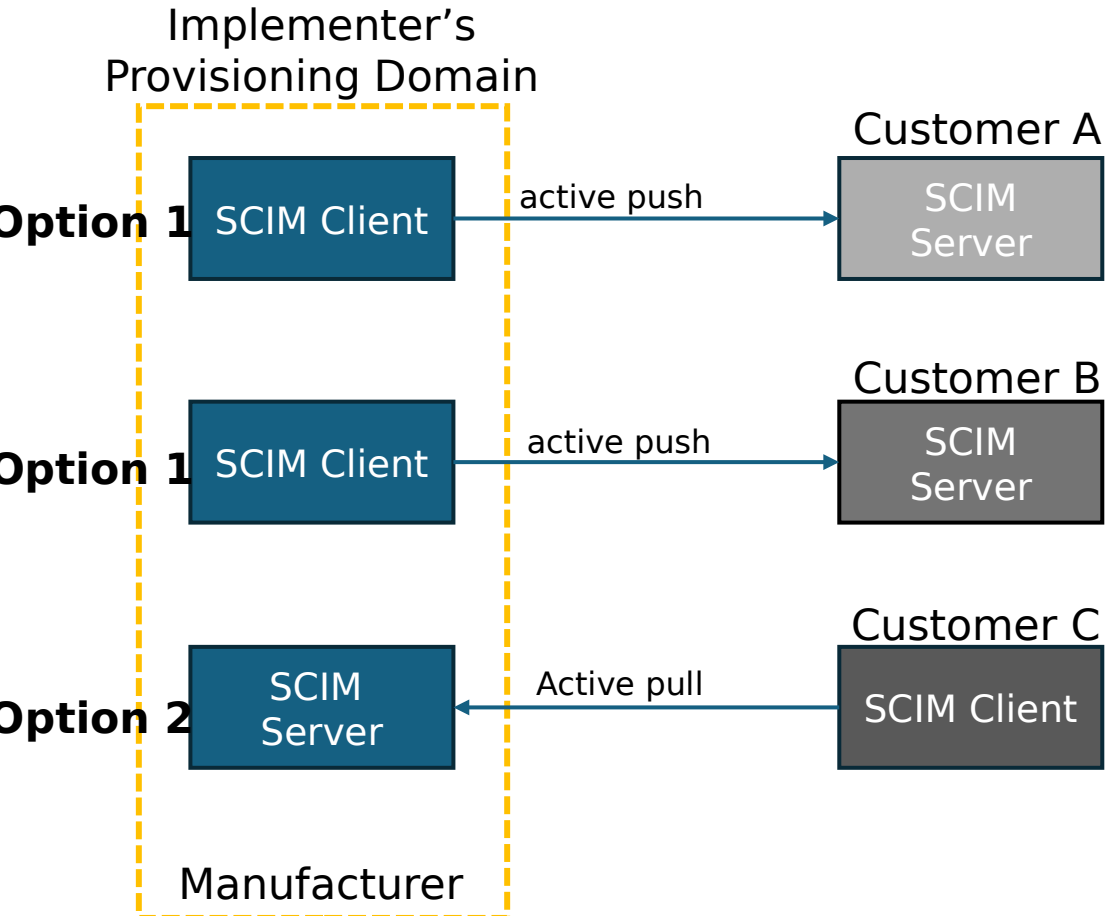 Implementer’s
Provisioning Domain
Customer A
Option 1
SCIM Client
active push
SCIM
Server
Customer B
Option 1
SCIM Client
active push
SCIM
Server
Customer C
Option 2
SCIM
Server
Active pull
SCIM Client
Manufacturer